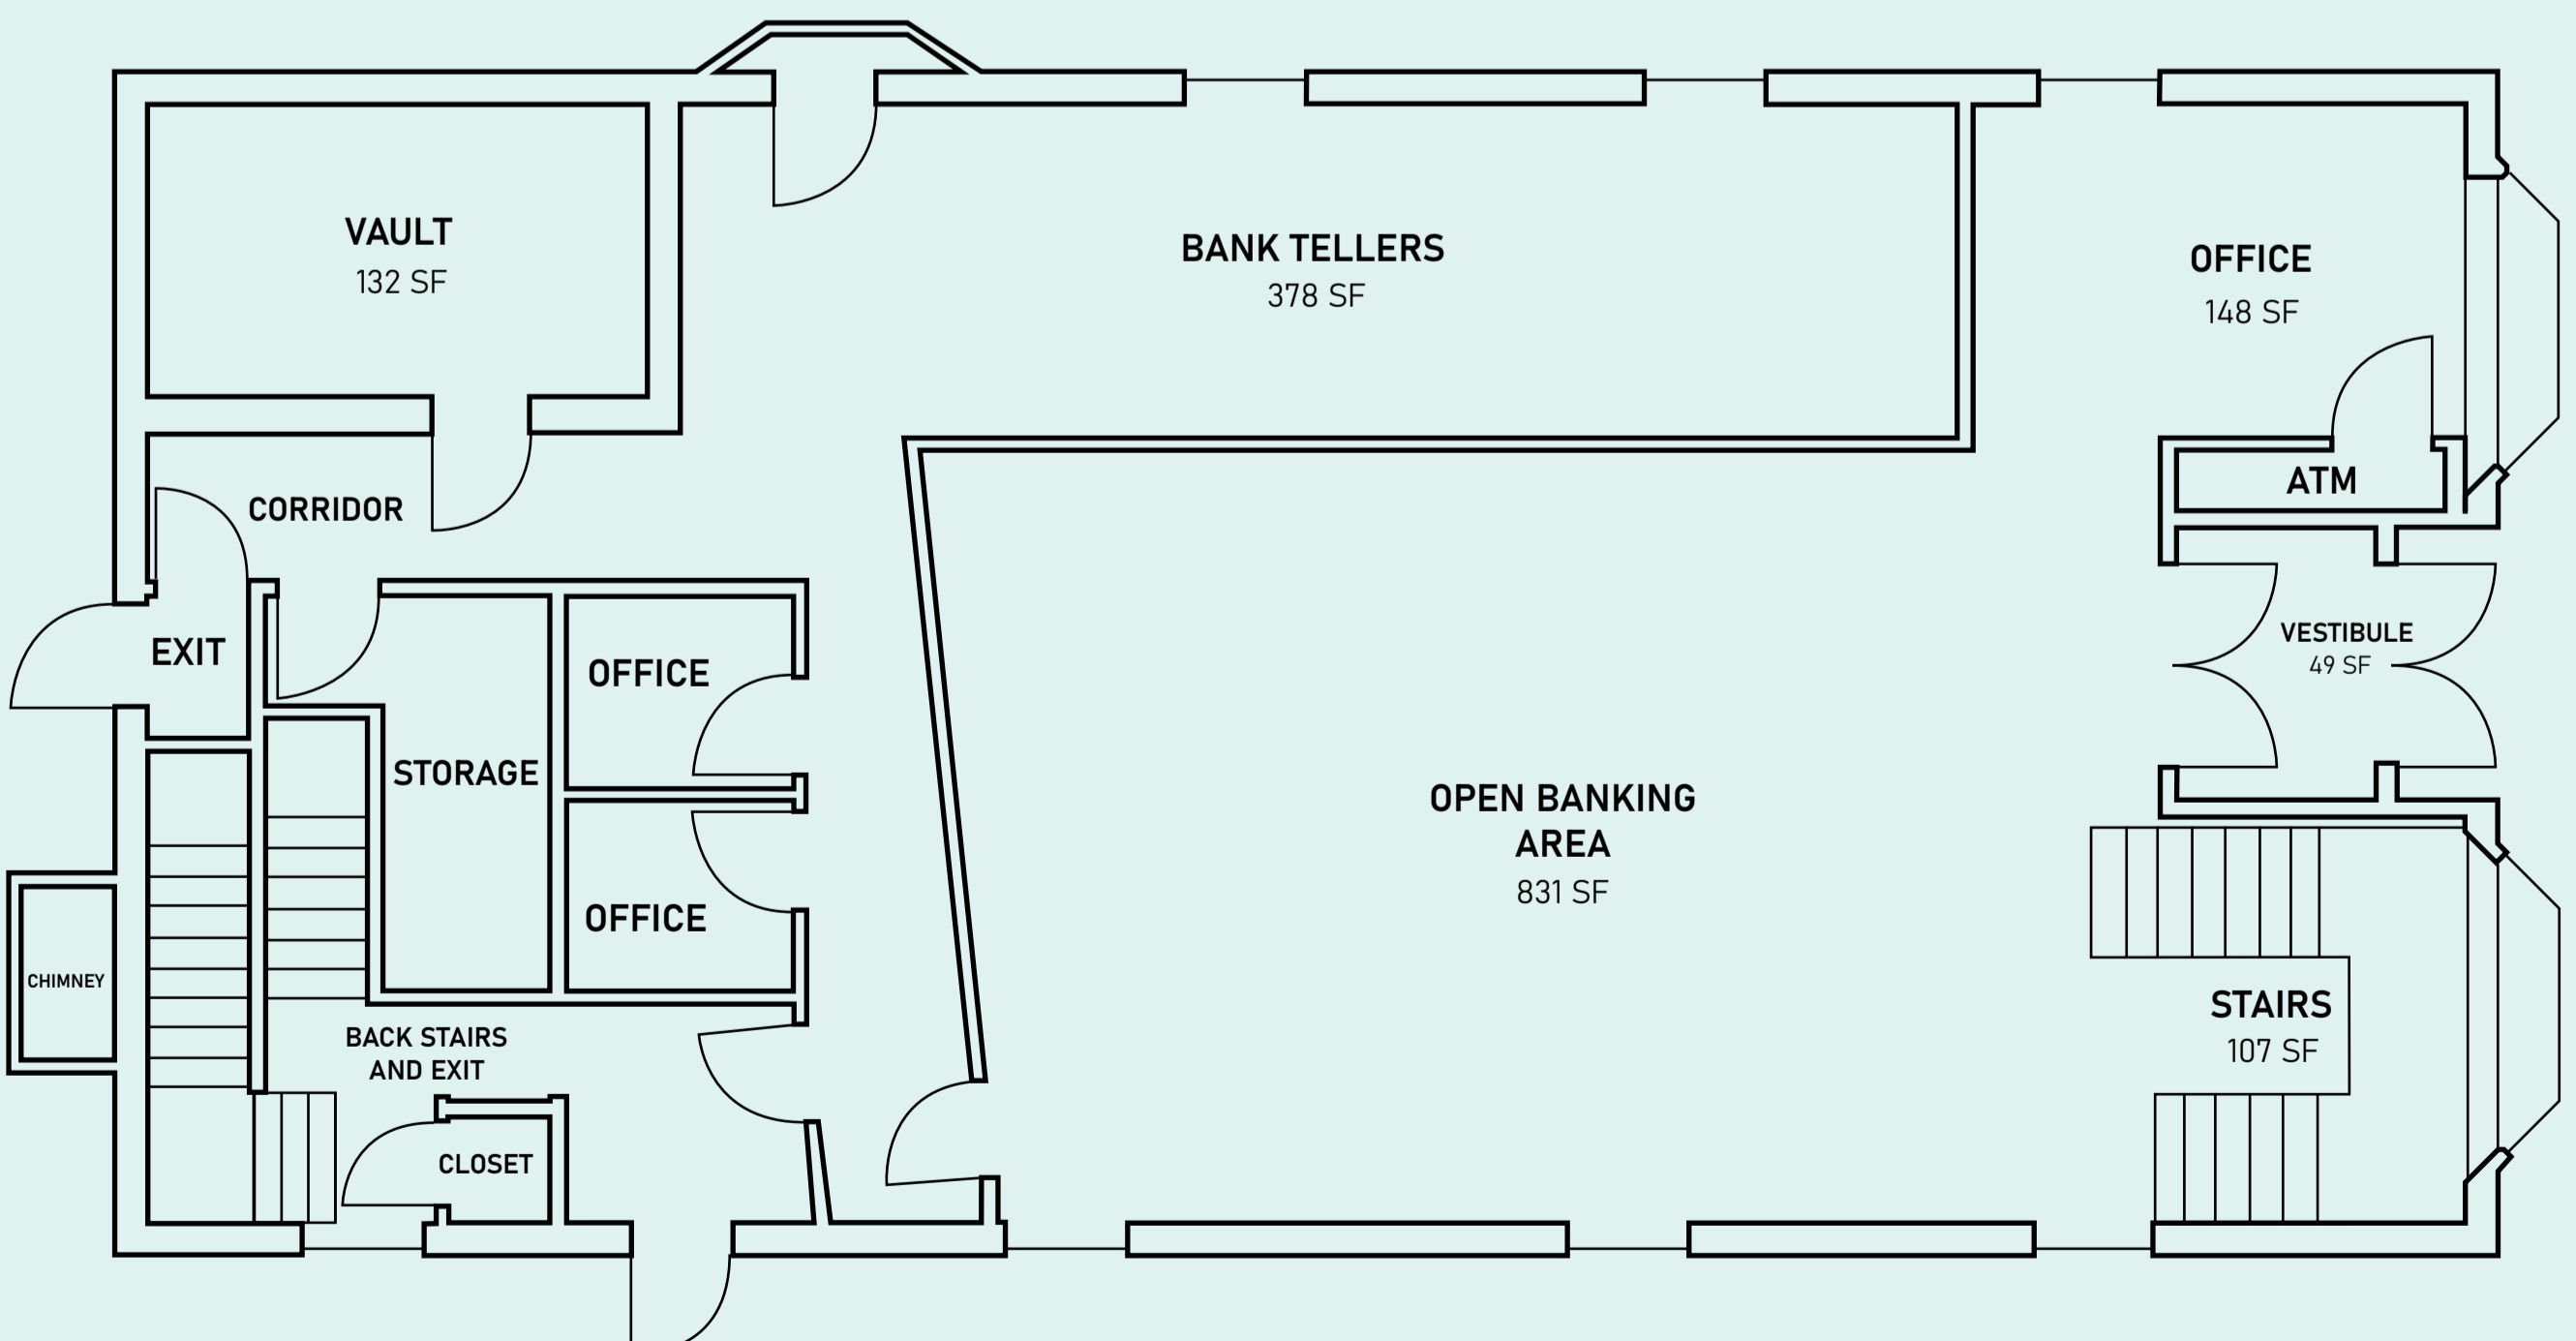 VAULT
132 SF
BANK TELLERS
378 SF
OFFICE
148 SF
ATM
CORRIDOR
EXIT
OFFICE
VESTIBULE
49 SF
STORAGE
OPEN BANKING
AREA
831 SF
OFFICE
CHIMNEY
STAIRS
107 SF
BACK STAIRS
AND EXIT
CLOSET